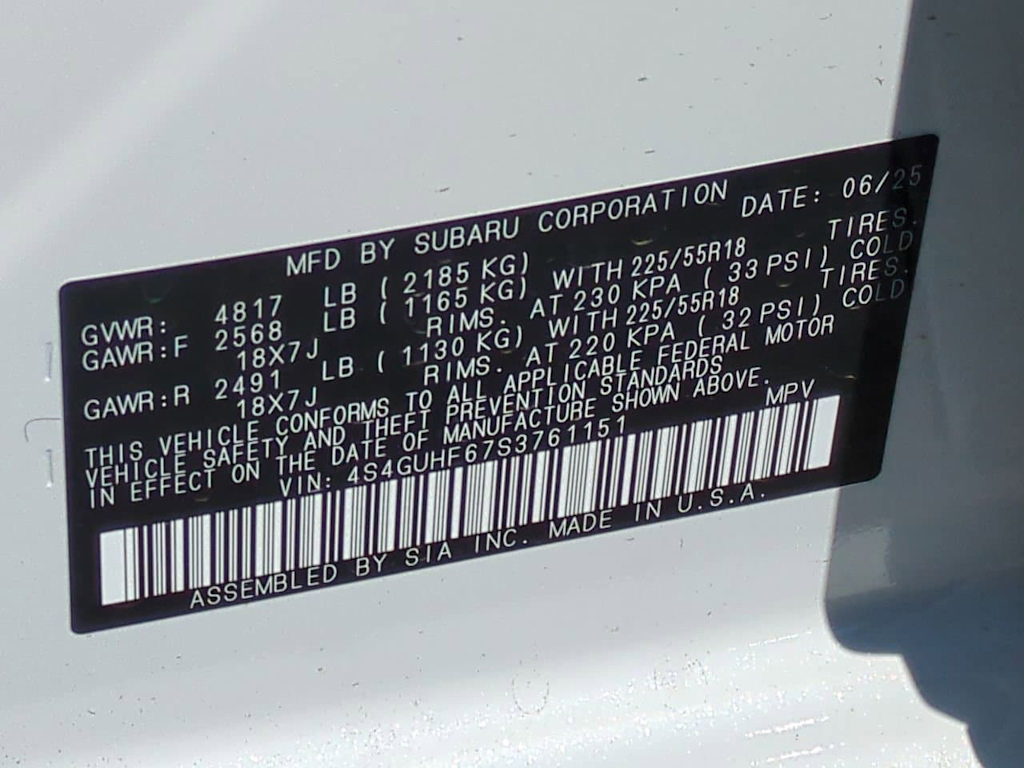 MFD BY SUBARU CORPORATION DATE: 06/25
GVWR: 4817 LB ( 2185 KG)
GAWR:F 2568 LB ( 1165 KG) WITH 225/55R18 TIRES.
18X7J RIMS. AT 230 KPA ( 33 PSI) COLD
GAWR:R 2491 LB ( 1130 KG) WITH 225/55R18 TIRES.
18X7J RIMS. AT 220 KPA ( 32 PSI) COLD
THIS VEHICLE CONFORMS TO ALL APPLICABLE FEDERAL MOTOR
VEHICLE SAFETY AND THEFT PREVENTION STANDARDS
IN EFFECT ON THE DATE OF MANUFACTURE SHOWN ABOVE.
VIN: 4S4GUHF67S3761151 MPV
ASSEMBLED BY SIA INC. MADE IN U.S.A.